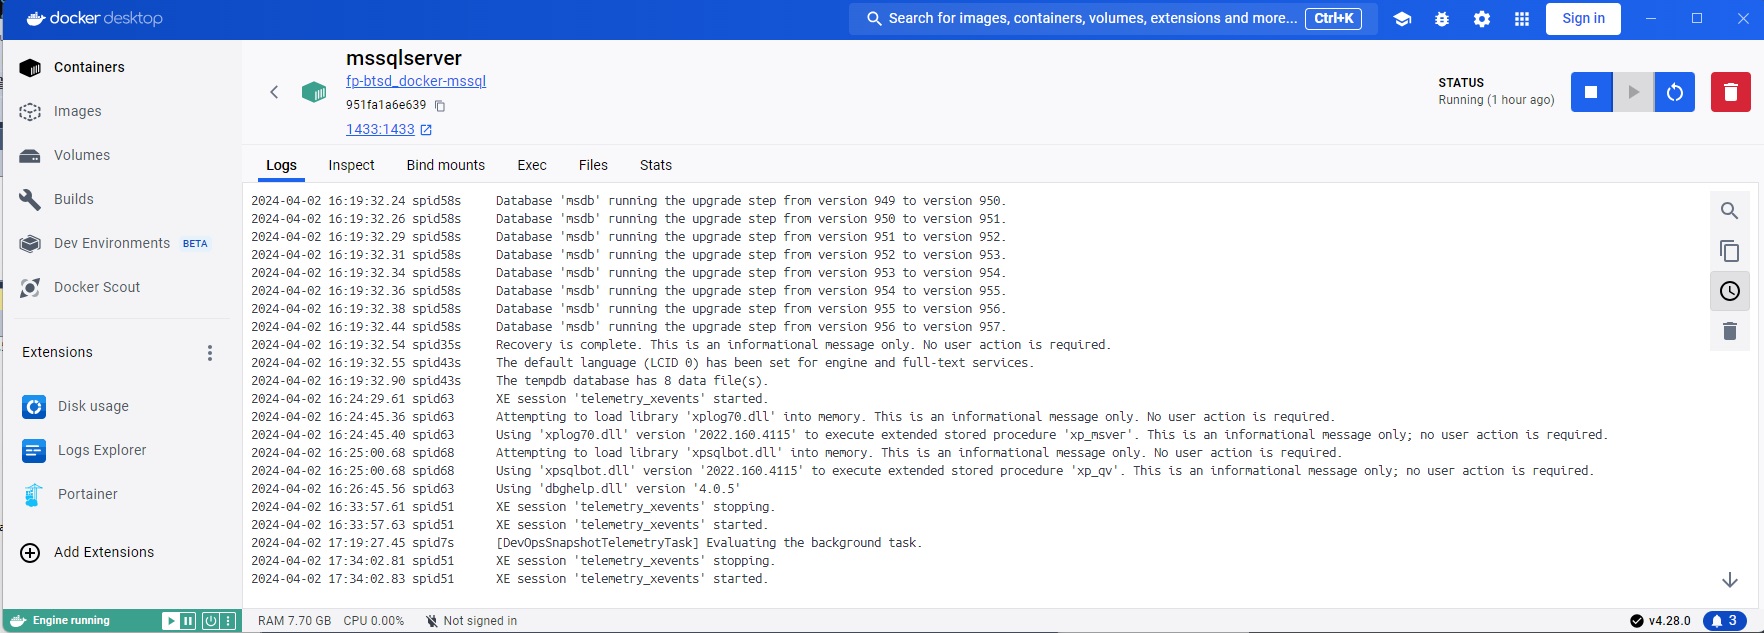 docker desktop
Search for images, containers, volumes, extensions and more... Ctrl+K
Sign in
Containers
Images
Volumes
Builds
Dev Environments BETA
Docker Scout
Extensions
Disk usage
Logs Explorer
Portainer
Add Extensions
mssqlserver
fp-btsd_docker-mssql
951fa1a6e639
1433:1433
STATUS
Running (1 hour ago)
Logs Inspect Bind mounts Exec Files Stats
2024-04-02 16:19:32.24 spid58s Database 'msdb' running the upgrade step from version 949 to version 950.
2024-04-02 16:19:32.26 spid58s Database 'msdb' running the upgrade step from version 950 to version 951.
2024-04-02 16:19:32.29 spid58s Database 'msdb' running the upgrade step from version 951 to version 952.
2024-04-02 16:19:32.31 spid58s Database 'msdb' running the upgrade step from version 952 to version 953.
2024-04-02 16:19:32.34 spid58s Database 'msdb' running the upgrade step from version 953 to version 954.
2024-04-02 16:19:32.36 spid58s Database 'msdb' running the upgrade step from version 954 to version 955.
2024-04-02 16:19:32.38 spid58s Database 'msdb' running the upgrade step from version 955 to version 956.
2024-04-02 16:19:32.44 spid58s Database 'msdb' running the upgrade step from version 956 to version 957.
2024-04-02 16:19:32.54 spid35s Recovery is complete. This is an informational message only. No user action is required.
2024-04-02 16:19:32.55 spid43s The default language (LCID 0) has been set for engine and full-text services.
2024-04-02 16:19:32.90 spid43s The tempdb database has 8 data file(s).
2024-04-02 16:24:29.61 spid63 XE session 'telemetry_xevents' started.
2024-04-02 16:24:45.36 spid63 Attempting to load library 'xplog70.dll' into memory. This is an informational message only. No user action is required.
2024-04-02 16:24:45.40 spid63 Using 'xplog70.dll' version '2022.160.4115' to execute extended stored procedure 'xp_msver'. This is an informational message only; no user action is required.
2024-04-02 16:25:00.68 spid68 Attempting to load library 'xpsqlbot.dll' into memory. This is an informational message only. No user action is required.
2024-04-02 16:25:00.68 spid68 Using 'xpsqlbot.dll' version '2022.160.4115' to execute extended stored procedure 'xp_qv'. This is an informational message only; no user action is required.
2024-04-02 16:26:45.56 spid63 Using 'dbghelp.dll' version '4.0.5'
2024-04-02 16:33:57.61 spid51 XE session 'telemetry_xevents' stopping.
2024-04-02 16:33:57.63 spid51 XE session 'telemetry_xevents' started.
2024-04-02 17:19:27.45 spid7s [DevOpsSnapshotTelemetryTask] Evaluating the background task.
2024-04-02 17:34:02.81 spid51 XE session 'telemetry_xevents' stopping.
2024-04-02 17:34:02.83 spid51 XE session 'telemetry_xevents' started.
Engine running
RAM 7.70 GB CPU 0.00% Not signed in
v4.28.0 3